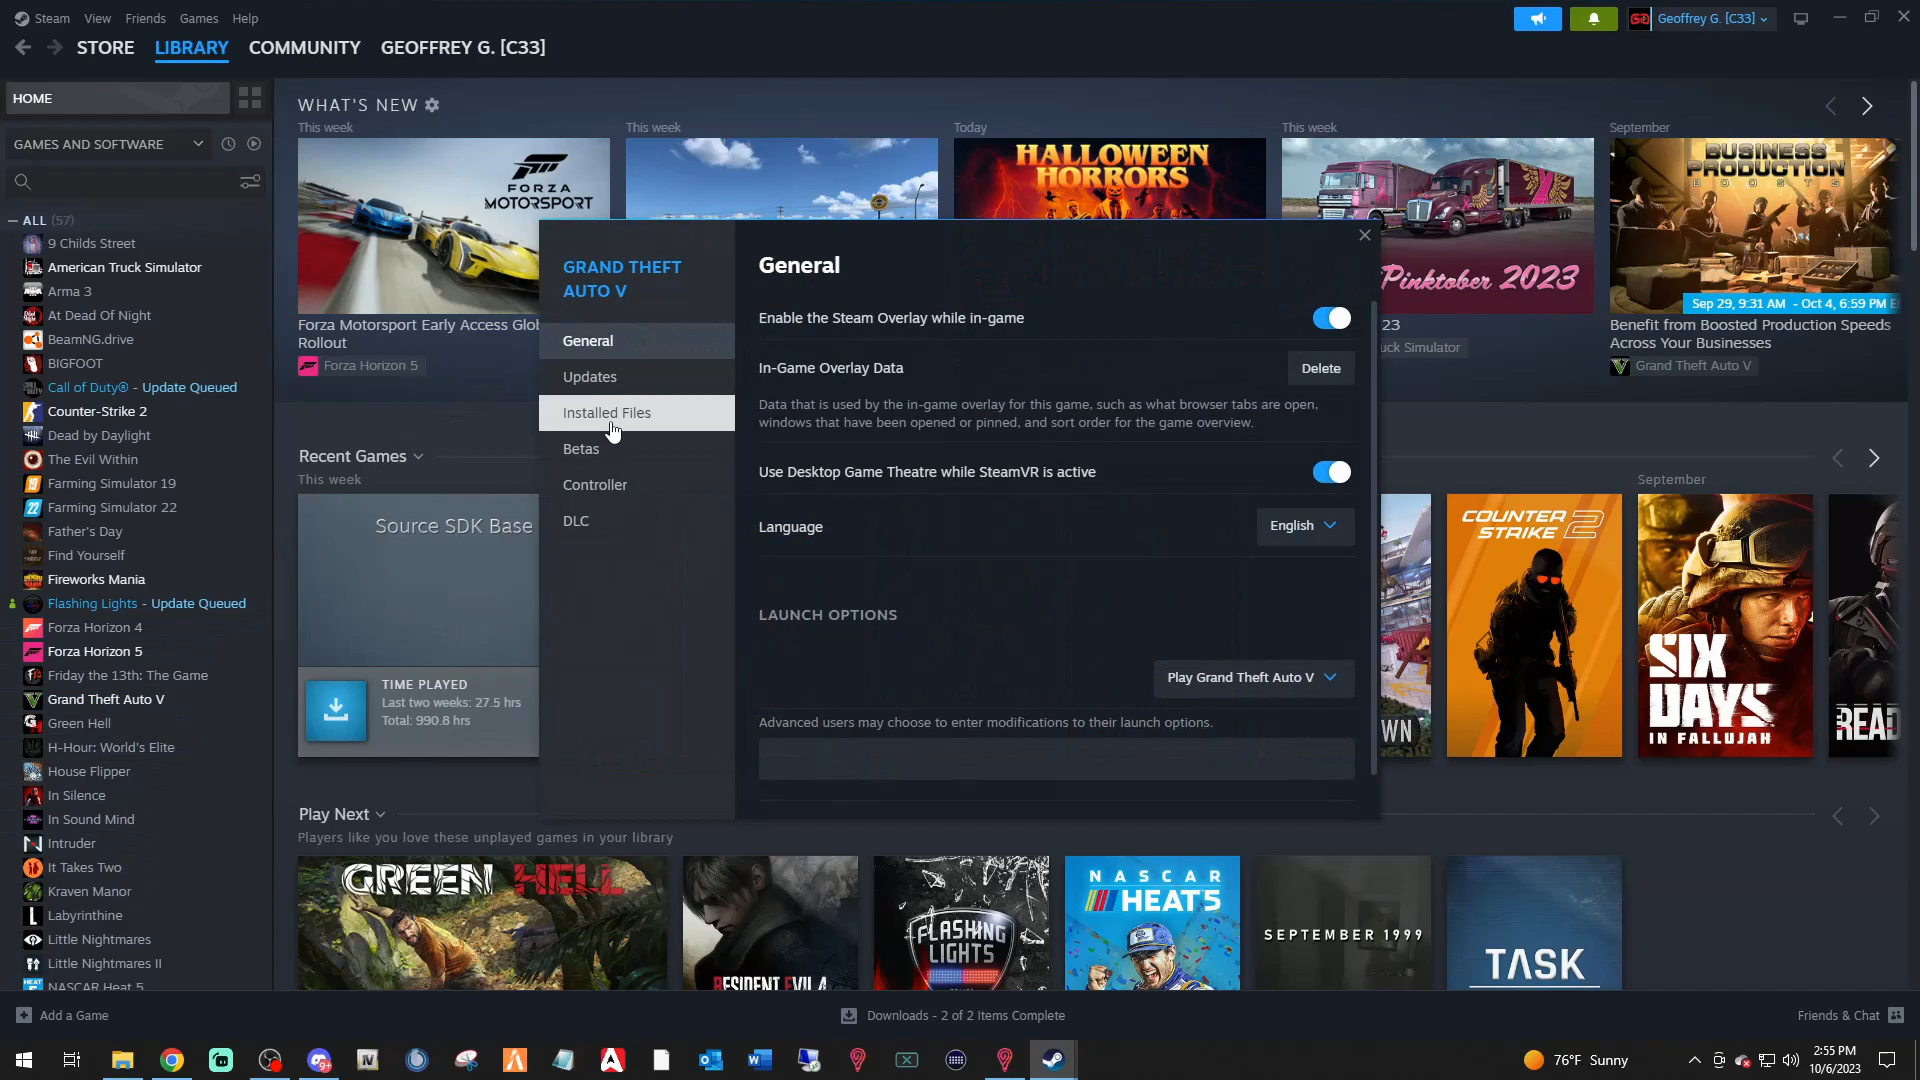 Steam View Friends Games Help
Geoffrey G. [C33]
STORE LIBRARY COMMUNITY GEOFFREY G. [C33]
HOME
GAMES AND SOFTWARE
ALL (57)
9 Childs Street
American Truck Simulator
Arma 3
At Dead Of Night
BeamNG.drive
BIGFOOT
Call of Duty® - Update Queued
Counter-Strike 2
Dead by Daylight
The Evil Within
Farming Simulator 19
Farming Simulator 22
Father's Day
Find Yourself
Fireworks Mania
Flashing Lights - Update Queued
Forza Horizon 4
Forza Horizon 5
Friday the 13th: The Game
Grand Theft Auto V
Green Hell
H-Hour: World's Elite
House Flipper
In Silence
In Sound Mind
Intruder
It Takes Two
Kraven Manor
Labyrinthine
Little Nightmares
Little Nightmares II
NASCAR Heat 5
WHAT'S NEW
This week
FORZA
MOTORSPORT
Forza Motorsport Early Access Glob
Rollout
Forza Horizon 5
This week
Today
HALLOWEEN
HORRORS
This week
Pinktober 2023
23
uck Simulator
September
BUSINESS
PRODUCTION
BOOSTS
Sep 29, 9:31 AM - Oct 4, 6:59 PM E
Benefit from Boosted Production Speeds
Across Your Businesses
Grand Theft Auto V
GRAND THEFT
AUTO V
General
Updates
Installed Files
Betas
Controller
DLC
General
Enable the Steam Overlay while in-game
In-Game Overlay Data
Delete
Data that is used by the in-game overlay for this game, such as what browser tabs are open,
windows that have been opened or pinned, and sort order for the game overview.
Use Desktop Game Theatre while SteamVR is active
Language
English
LAUNCH OPTIONS
Play Grand Theft Auto V
Advanced users may choose to enter modifications to their launch options.
Recent Games
This week
Source SDK Base
TIME PLAYED
Last two weeks: 27.5 hrs
Total: 990.8 hrs
September
WN
COUNTER
STRIKE 2
SIX
DAYS
IN FALLUJAH
READ
Play Next
Players like you love these unplayed games in your library
GREEN HELL
RESIDENT EVIL 4
FLASHING
LIGHTS
NASCAR
HEAT 5
SEPTEMBER 1999
TASK
Add a Game
Downloads - 2 of 2 Items Complete
Friends & Chat
9+
76°F Sunny
2:55 PM
10/6/2023